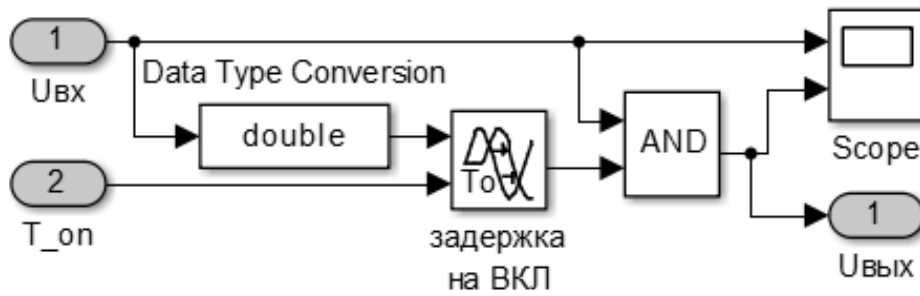 1
Uвх
Data Type Conversion
double
AND
Scope
2
T_on
To
задержка
на ВКЛ
1
Uвых